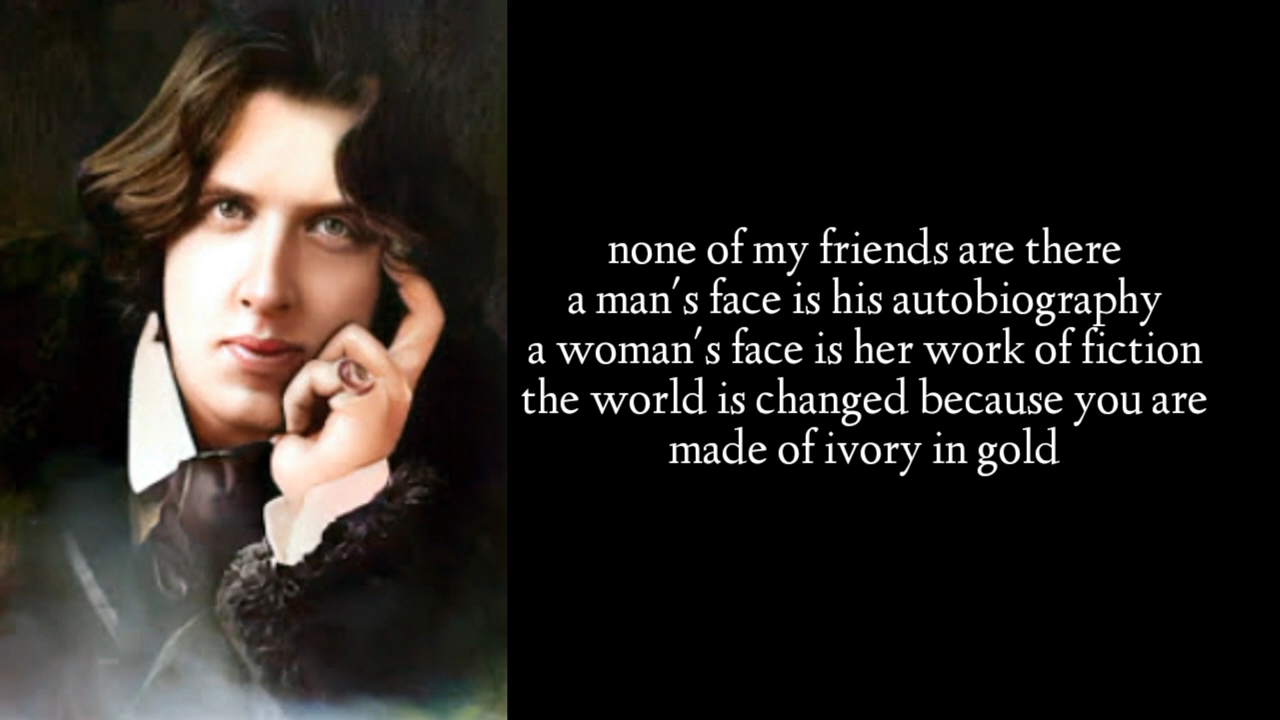 none of my friends are there
a man's face is his autobiography
a woman's face is her work of fiction
the world is changed because you are
made of ivory in gold